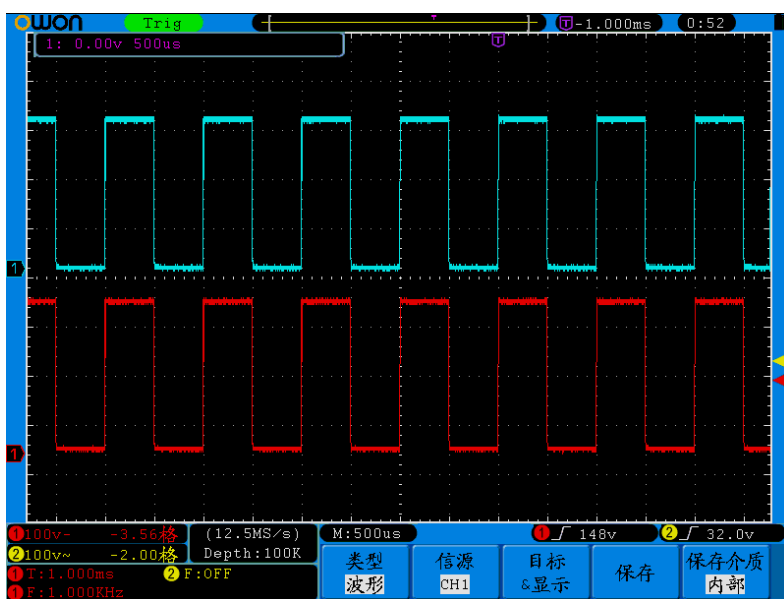 OWON Trig T -1.000ms 0:52
1: 0.00v 500us
T
1
1
1 100v- -3.56格 (12.5MS/s) M:500us 1 148v 2 32.0v
2 100v~ -2.00格 Depth:100K
1 T:1.000ms 2 F:OFF
1 F:1.000KHz
类型 信源 目标 保存 保存介质
波形 CH1 &显示 内部